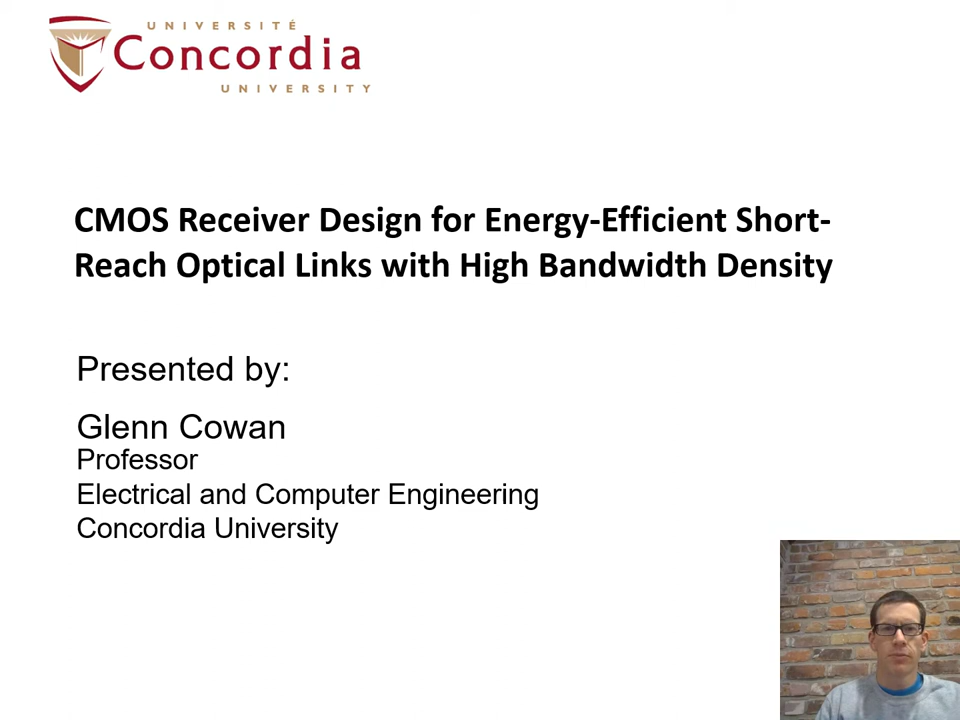 UNIVERSITÉ
Concordia
UNIVERSITY
CMOS Receiver Design for Energy-Efficient Short-
Reach Optical Links with High Bandwidth Density
Presented by:
Glenn Cowan
Professor
Electrical and Computer Engineering
Concordia University